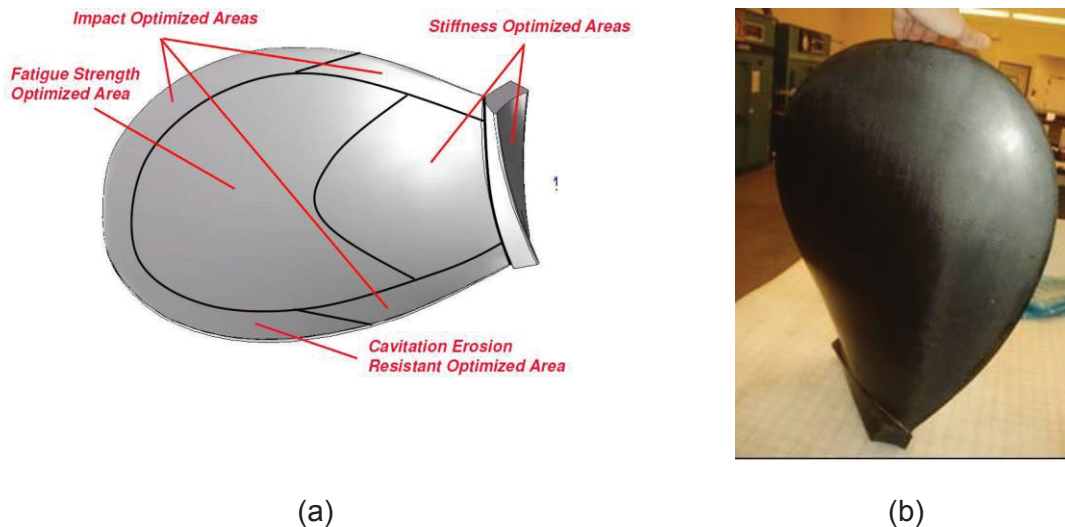 Impact Optimized Areas
Stiffness Optimized Areas
Fatigue Strength
Optimized Area
Cavitation Erosion
Resistant Optimized Area
(a)
(b)